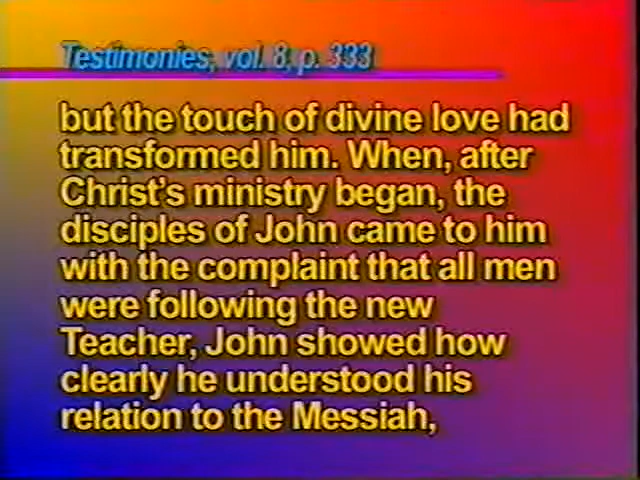 Testimonies, vol. 8, p. 333
but the touch of divine love had
transformed him. When, after
Christ's ministry began, the
disciples of John came to him
with the complaint that all men
were following the new
Teacher, John showed how
clearly he understood his
relation to the Messiah,